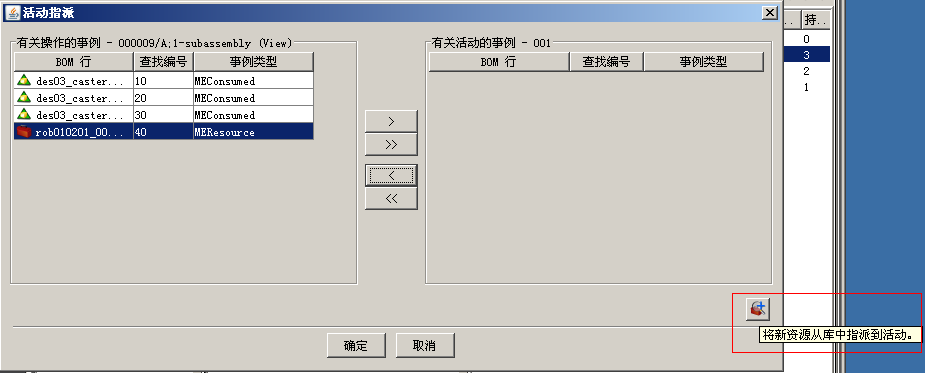 活动指派
有关操作的事例 - 000009/A;1-subassembly (View)
BOM 行 查找编号 事例类型
des03_caster... 10 MEConsumed
des03_caster... 20 MEConsumed
des03_caster... 30 MEConsumed
rob010201_00... 40 MEResource
>
>>
<
<<
有关活动的事例 - 001
BOM 行 查找编号 事例类型
.. 持..
0
3
2
1
将新资源从库中指派到活动。
确定 取消